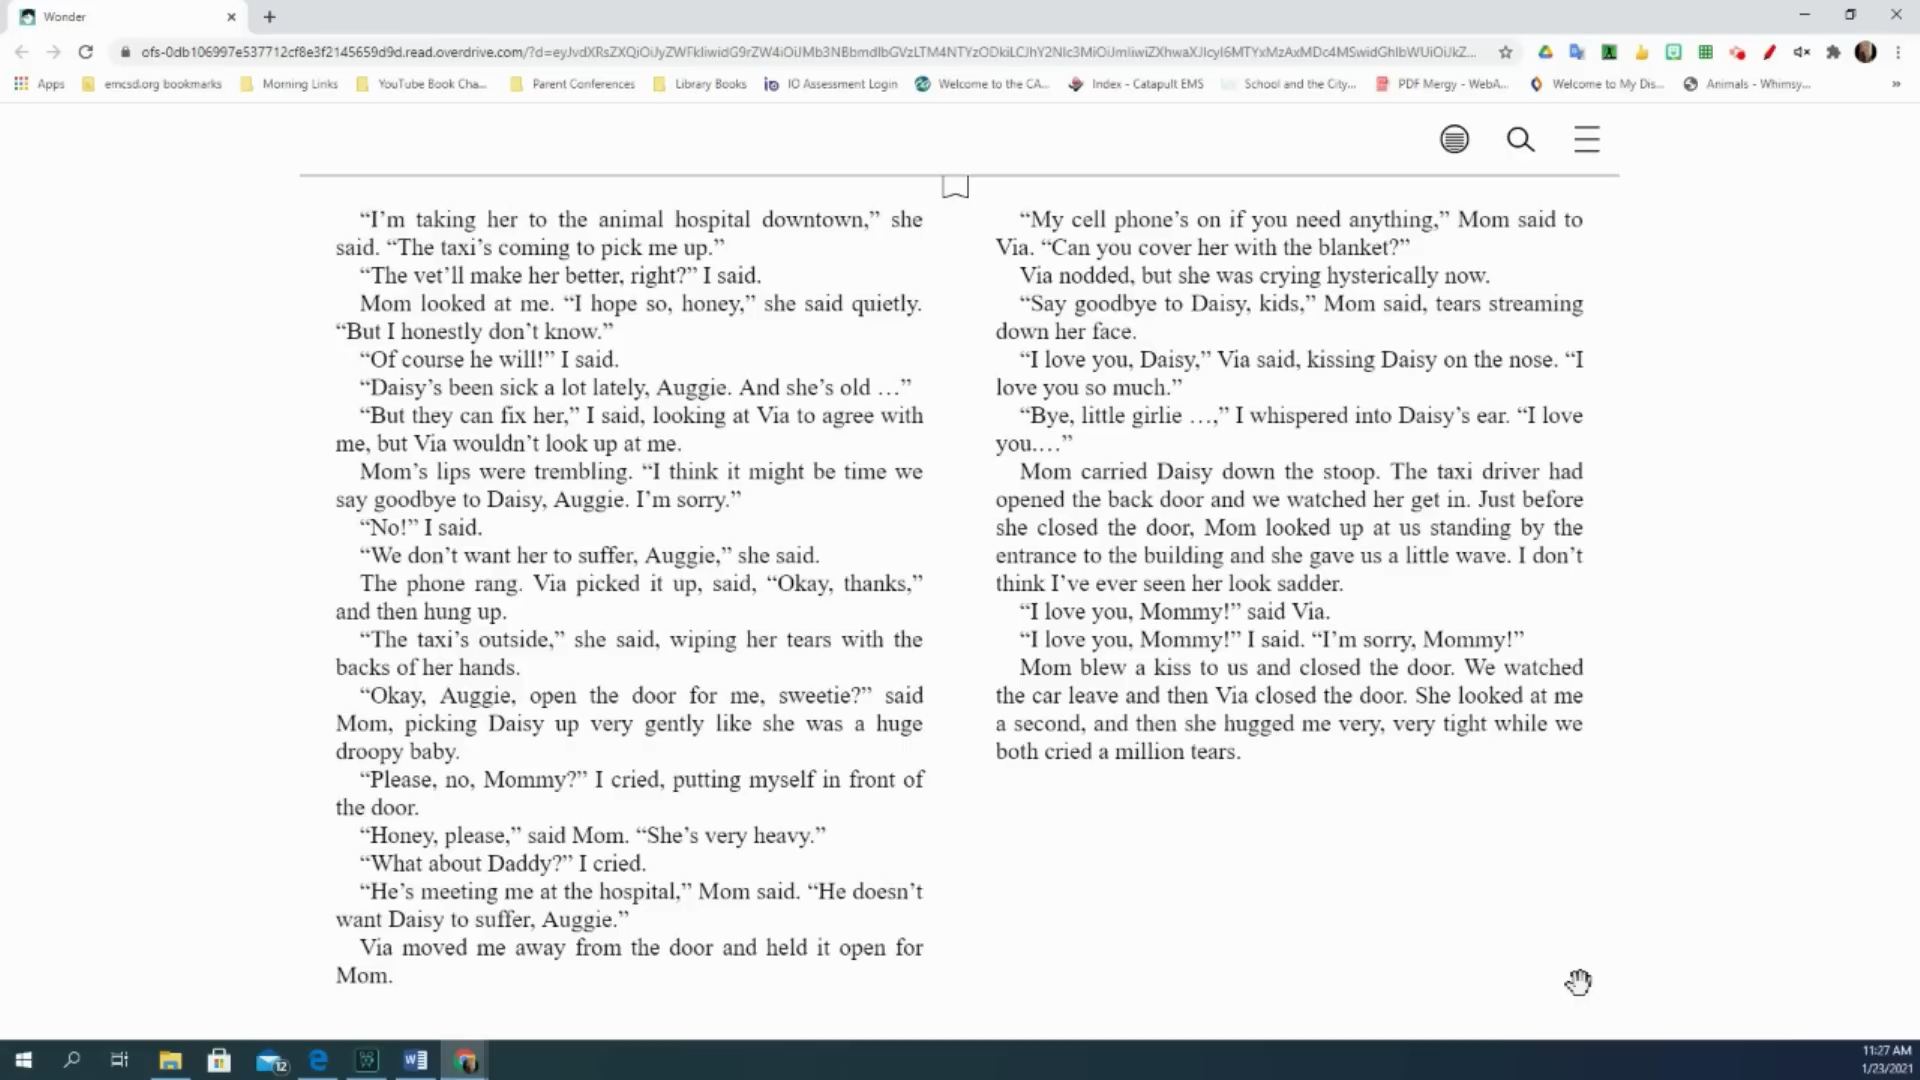 Wonder
ofs-0db106997e537712cf8e3f2145659d9d.read.overdrive.com/
Apps
emcsd.org bookmarks
Morning Links
YouTube Book Cha...
Parent Conferences
Library Books
IO Assessment Login
Welcome to the CA...
Index - Catapult EMS
School and the City...
PDF Mergy - WebA...
Welcome to My Dis...
Animals - Whimsy...
“I’m taking her to the animal hospital downtown,” she
said. “The taxi’s coming to pick me up.”
“The vet’ll make her better, right?” I said.
Mom looked at me. “I hope so, honey,” she said quietly.
“But I honestly don’t know.”
“Of course he will!” I said.
“Daisy’s been sick a lot lately, Auggie. And she’s old …”
“But they can fix her,” I said, looking at Via to agree with
me, but Via wouldn’t look up at me.
Mom’s lips were trembling. “I think it might be time we
say goodbye to Daisy, Auggie. I’m sorry.”
“No!” I said.
“We don’t want her to suffer, Auggie,” she said.
The phone rang. Via picked it up, said, “Okay, thanks,”
and then hung up.
“The taxi’s outside,” she said, wiping her tears with the
backs of her hands.
“Okay, Auggie, open the door for me, sweetie?” said
Mom, picking Daisy up very gently like she was a huge
droopy baby.
“Please, no, Mommy?” I cried, putting myself in front of
the door.
“Honey, please,” said Mom. “She’s very heavy.”
“What about Daddy?” I cried.
“He’s meeting me at the hospital,” Mom said. “He doesn’t
want Daisy to suffer, Auggie.”
Via moved me away from the door and held it open for
Mom.
“My cell phone’s on if you need anything,” Mom said to
Via. “Can you cover her with the blanket?”
Via nodded, but she was crying hysterically now.
“Say goodbye to Daisy, kids,” Mom said, tears streaming
down her face.
“I love you, Daisy,” Via said, kissing Daisy on the nose. “I
love you so much.”
“Bye, little girlie …,” I whispered into Daisy’s ear. “I love
you.…”
Mom carried Daisy down the stoop. The taxi driver had
opened the back door and we watched her get in. Just before
she closed the door, Mom looked up at us standing by the
entrance to the building and she gave us a little wave. I don’t
think I’ve ever seen her look sadder.
“I love you, Mommy!” said Via.
“I love you, Mommy!” I said. “I’m sorry, Mommy!”
Mom blew a kiss to us and closed the door. We watched
the car leave and then Via closed the door. She looked at me
a second, and then she hugged me very, very tight while we
both cried a million tears.
12
11:27 AM
1/23/2021